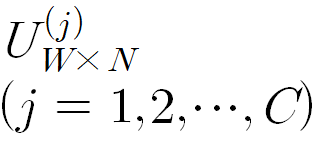 U_{W×N}^{(j)}
(j = 1,2,⋯,C)